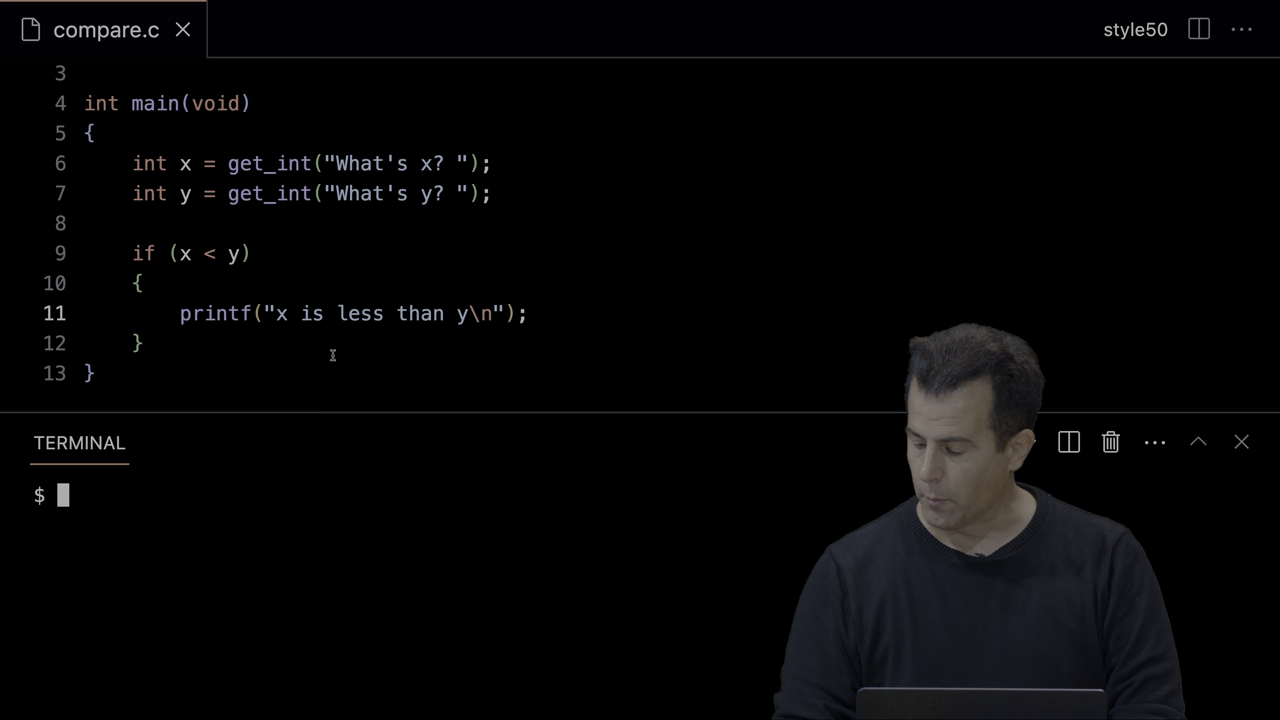 compare.c
style50
3
4 int main(void)
5 {
6     int x = get_int("What's x? ");
7     int y = get_int("What's y? ");
8
9     if (x < y)
10     {
11         printf("x is less than y\n");
12     }
13 }
TERMINAL
$